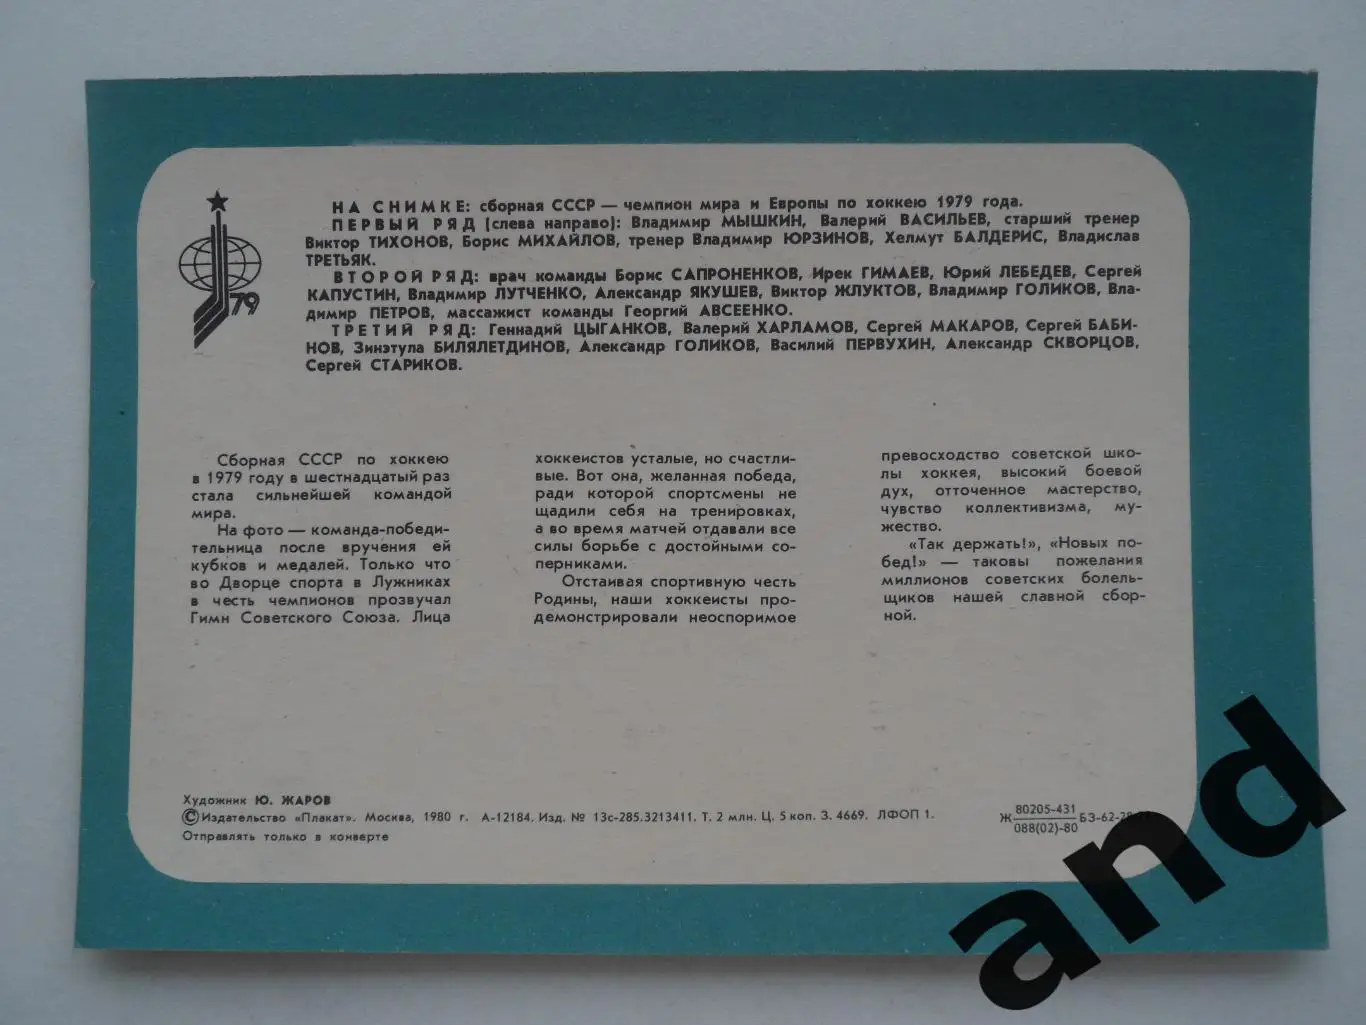 79
НА СНИМКЕ: сборная СССР — чемпион мира и Европы по хоккею 1979 года.
ПЕРВЫЙ РЯД (слева направо): Владимир МЫШКИН, Валерий ВАСИЛЬЕВ, старший тренер
Виктор ТИХОНОВ, Борис МИХАЙЛОВ, тренер Владимир ЮРЗИНОВ, Хелмут БАЛДЕРИС, Владислав
ТРЕТЬЯК.
ВТОРОЙ РЯД: врач команды Борис САПРОНЕНКОВ, Ирек ГИМАЕВ, Юрий ЛЕБЕДЕВ, Сергей
КАПУСТИН, Владимир ЛУТЧЕНКО, Александр ЯКУШЕВ, Виктор ЖЛУКТОВ, Владимир ГОЛИКОВ, Вла-
димир ПЕТРОВ, массажист команды Георгий АВСЕЕНКО.
ТРЕТИЙ РЯД: Геннадий ЦЫГАНКОВ, Валерий ХАРЛАМОВ, Сергей МАКАРОВ, Сергей БАБИ-
НОВ, Зинэтула БИЛЯЛЕТДИНОВ, Александр ГОЛИКОВ, Василий ПЕРВУХИН, Александр СКВОРЦОВ,
Сергей СТАРИКОВ.
Сборная СССР по хоккею
в 1979 году в шестнадцатый раз
стала сильнейшей командой
мира.
На фото — команда-победи-
тельница после вручения ей
кубков и медалей. Только что
во Дворце спорта в Лужниках
в честь чемпионов прозвучал
Гимн Советского Союза. Лица
хоккеистов усталые, но счастли-
вые. Вот она, желанная победа,
ради которой спортсмены не
щадили себя на тренировках,
а во время матчей отдавали все
силы борьбе с достойными со-
перниками.
Отстаивая спортивную честь
Родины, наши хоккеисты про-
демонстрировали неоспоримое
превосходство советской шко-
лы хоккея, высокий боевой
дух, отточенное мастерство,
чувство коллективизма, му-
жество.
«Так держать!», «Новых по-
бед!» — таковы пожелания
миллионов советских болель-
щиков нашей славной сбор-
ной.
Художник Ю. ЖАРОВ
© Издательство «Плакат». Москва, 1980 г. А-12184. Изд. № 13с-285.3213411. Т. 2 млн. Ц. 5 коп. З. 4669. ЛФОП 1.
Отправлять только в конверте
Ж 80205-431
088(02)-80 БЗ-62-28
and